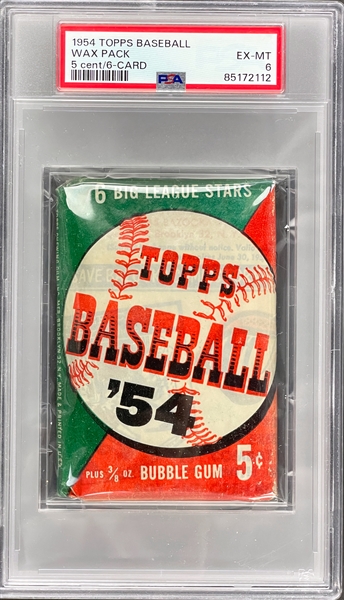 1954 TOPPS BASEBALL
WAX PACK
5 cent/6-CARD
EX-MT
6
PSA
85172112
6 BIG LEAGUE STARS
TOPPS
BASEBALL
'54
PLUS 3/8 OZ. BUBBLE GUM 5¢